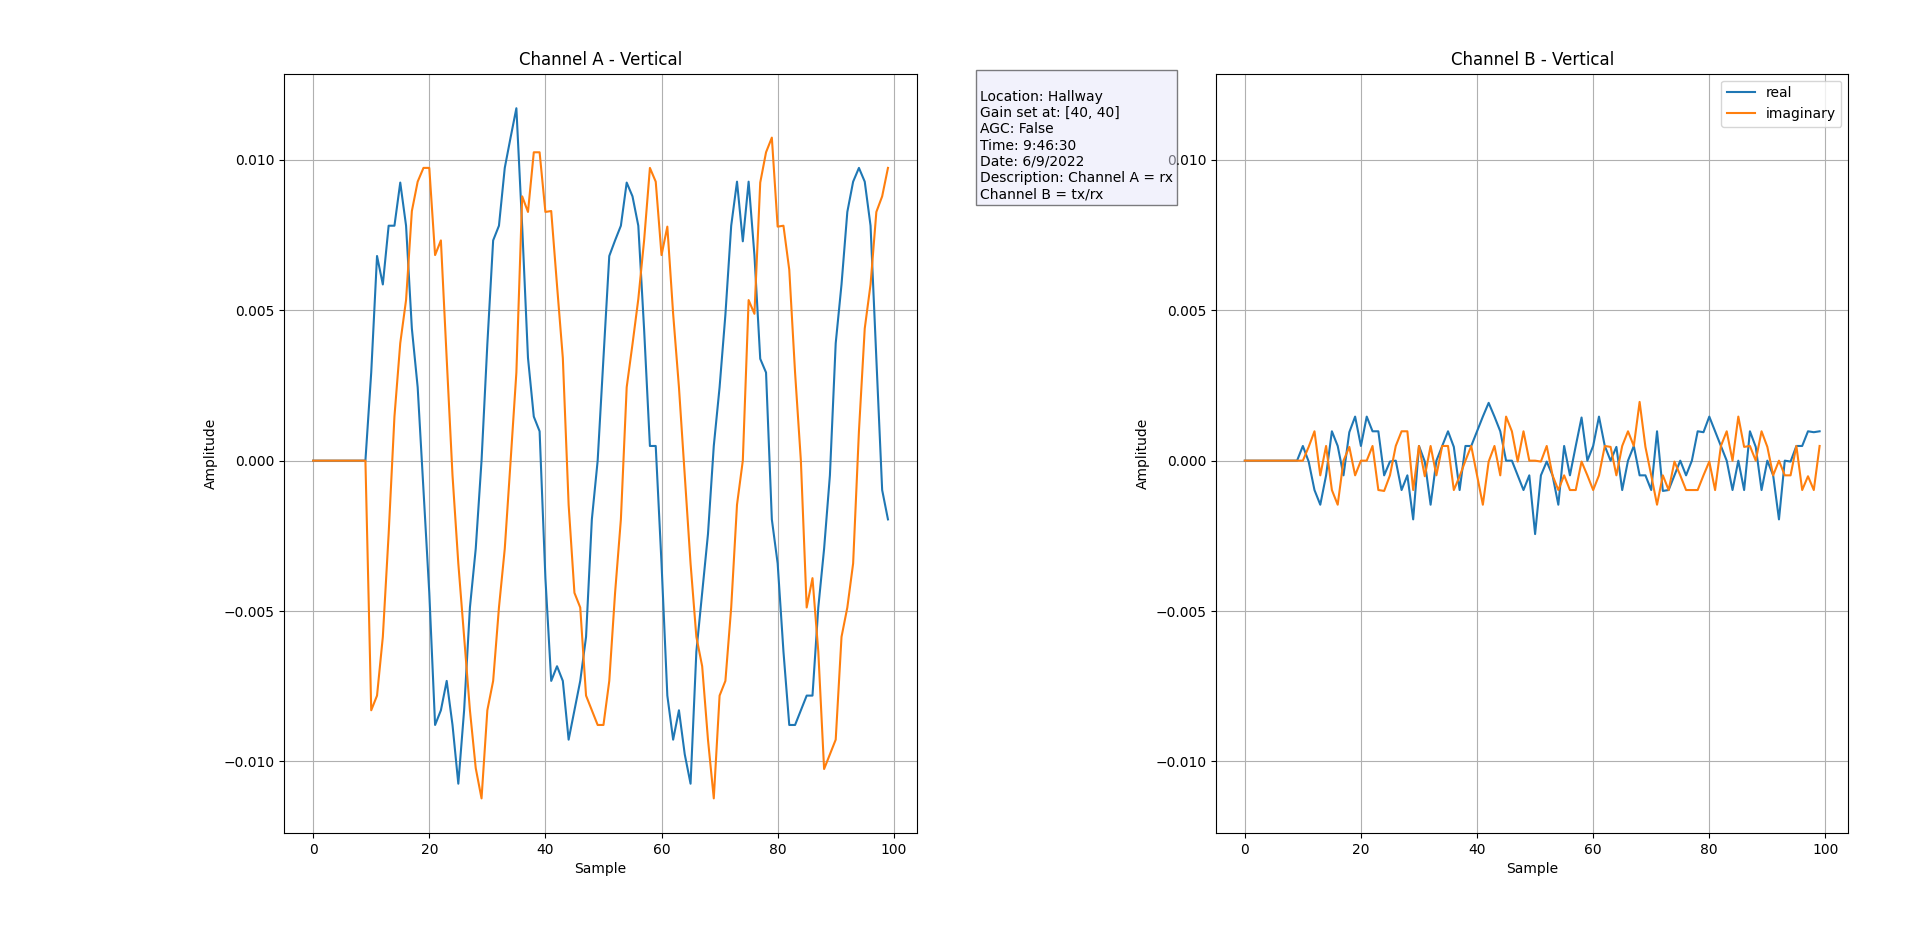 Channel A - Vertical
0.010
0.005
0.000
−0.005
−0.010
Amplitude
0
20
40
60
80
100
Sample
Location: Hallway
Gain set at: [40, 40]
AGC: False
Time: 9:46:30
Date: 6/9/2022
Description: Channel A = rx
Channel B = tx/rx
Channel B - Vertical
real
imaginary
0.010
0.005
0.000
−0.005
−0.010
Amplitude
0
20
40
60
80
100
Sample